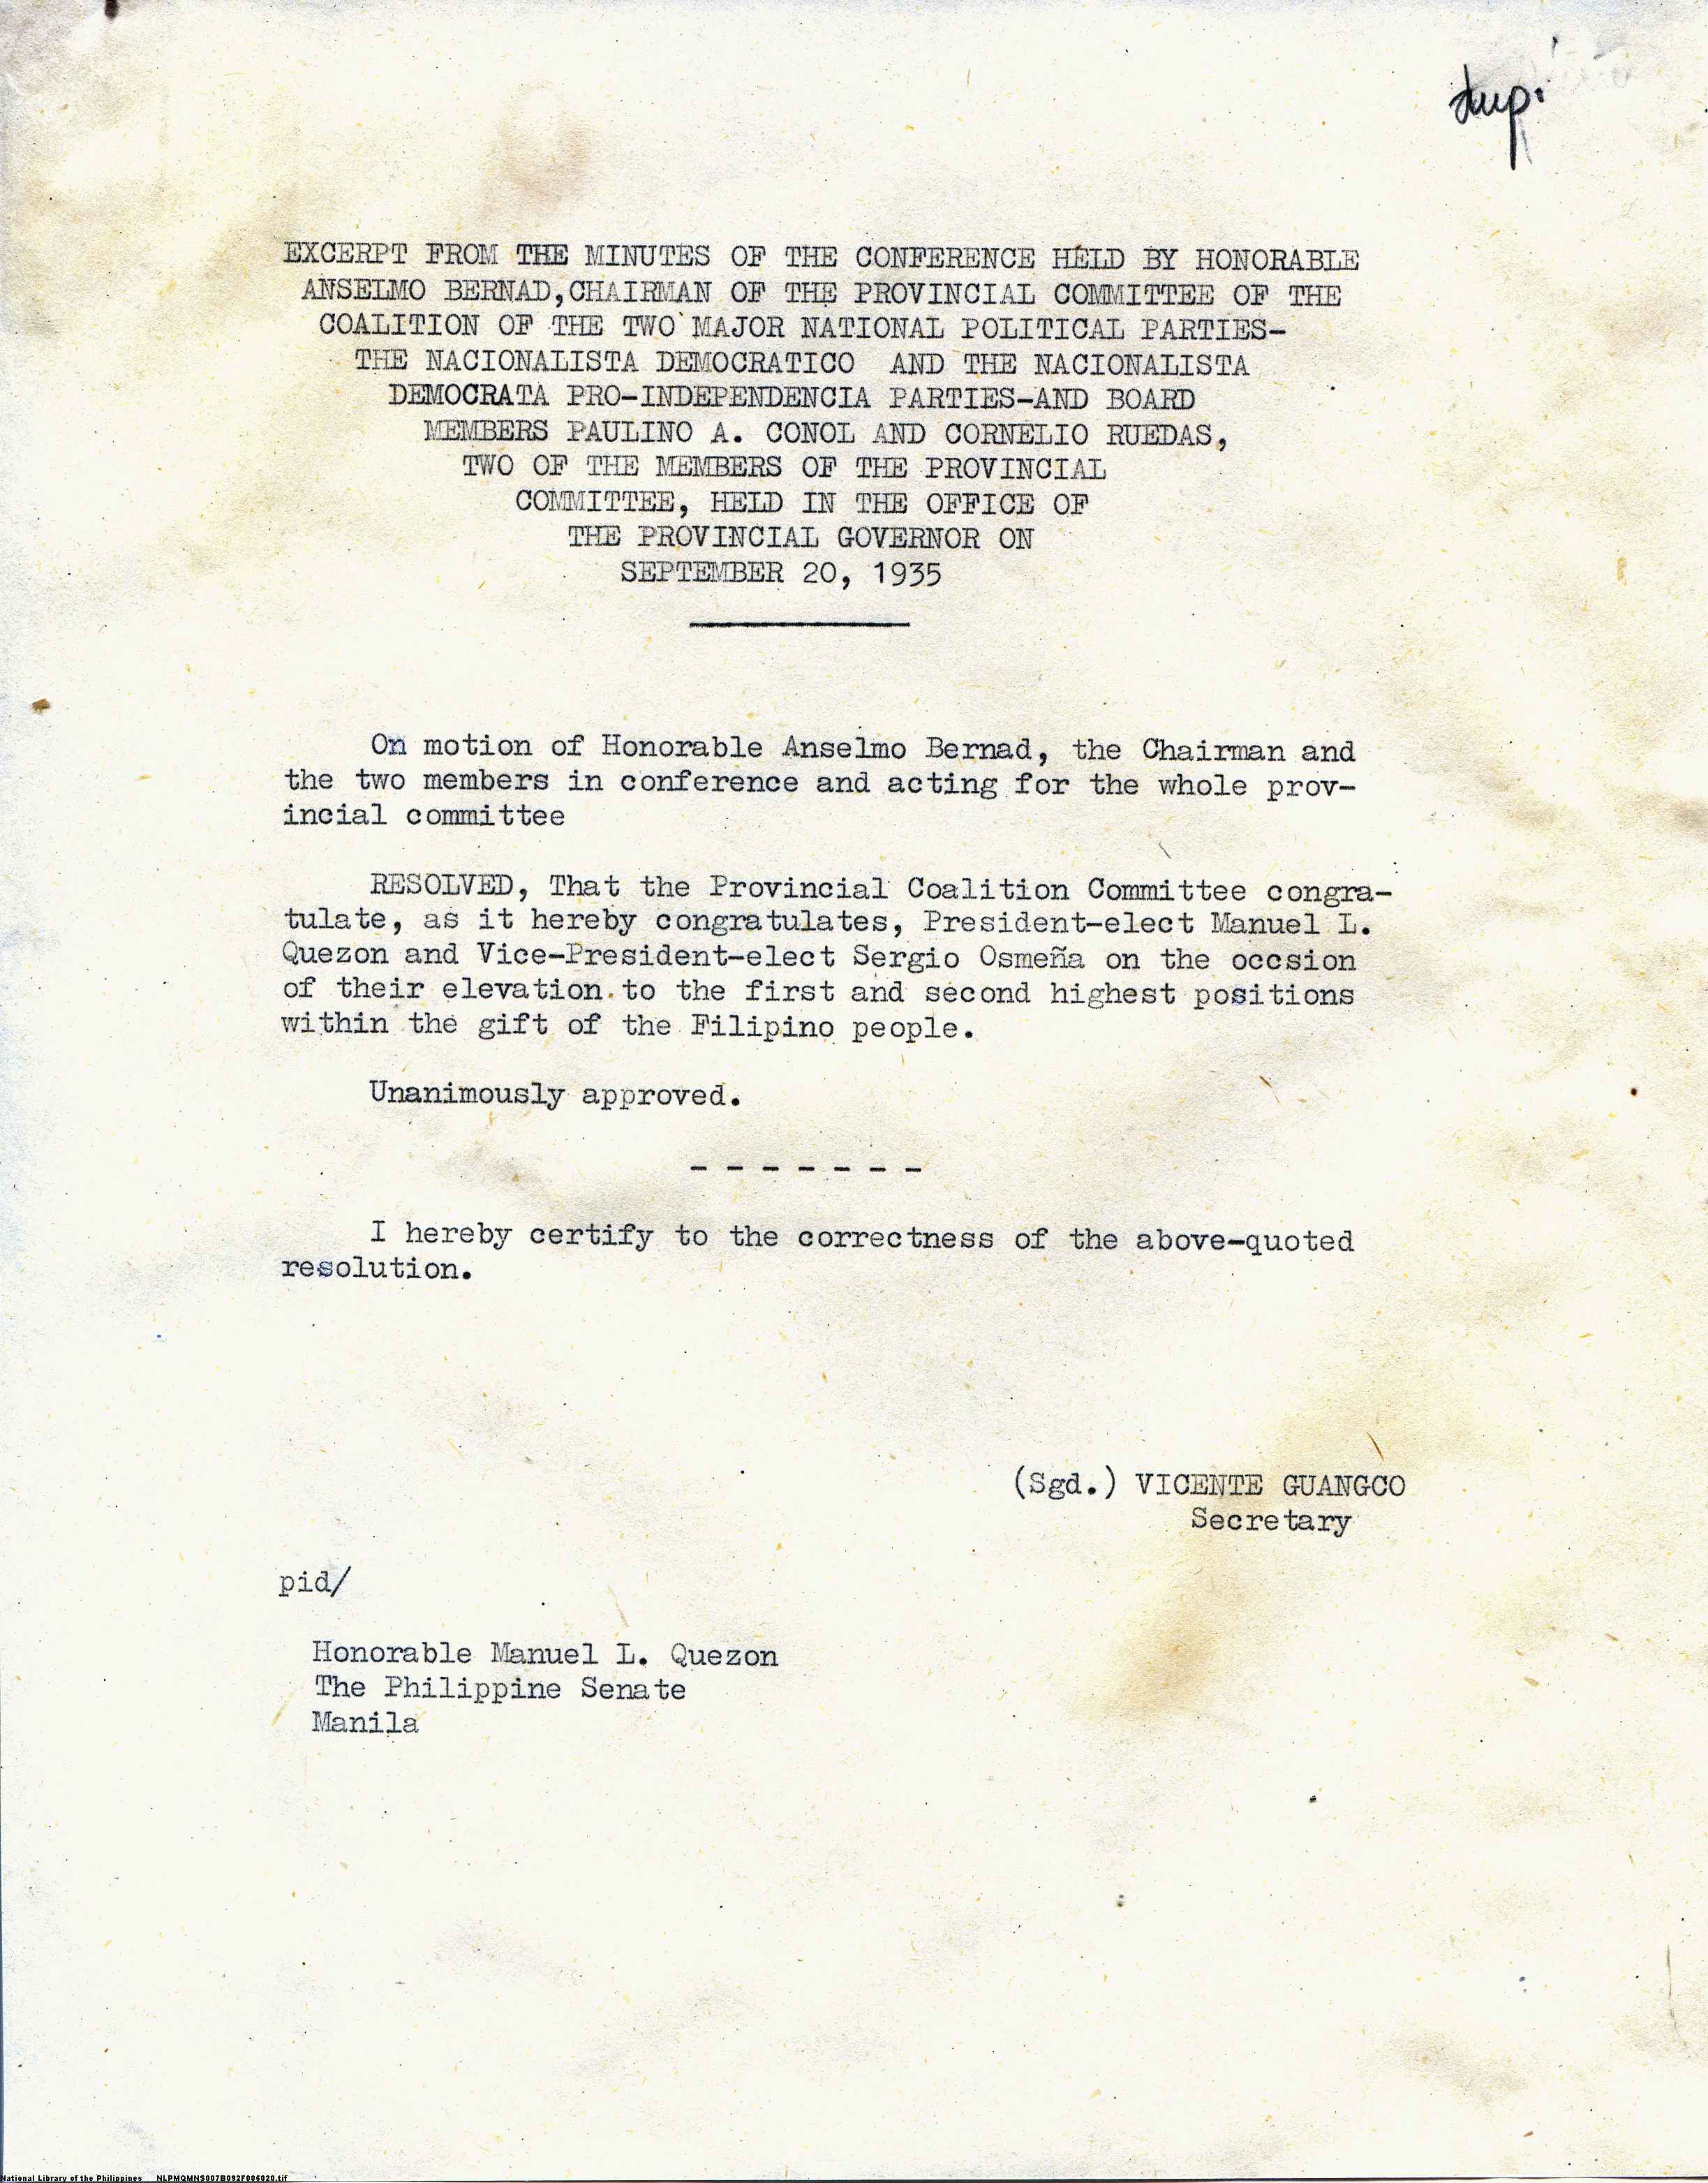 dup.
EXCERPT FROM THE MINUTES OF THE CONFERENCE HELD BY HONORABLE
ANSELMO BERNAD,CHAIRMAN OF THE PROVINCIAL COMMITTEE OF THE
COALITION OF THE TWO MAJOR NATIONAL POLITICAL PARTIES-
THE NACIONALISTA DEMOCRATICO AND THE NACIONALISTA
DEMOCRATA PRO-INDEPENDENCIA PARTIES-AND BOARD
MEMBERS PAULINO A. CONOL AND CORNELIO RUEDAS,
TWO OF THE MEMBERS OF THE PROVINCIAL
COMMITTEE, HELD IN THE OFFICE OF
THE PROVINCIAL GOVERNOR ON
SEPTEMBER 20, 1935
On motion of Honorable Anselmo Bernad, the Chairman and
the two members in conference and acting for the whole prov-
incial committee
RESOLVED, That the Provincial Coalition Committee congra-
tulate, as it hereby congratulates, President-elect Manuel L.
Quezon and Vice-President-elect Sergio Osmeña on the occsion
of their elevation to the first and second highest positions
within the gift of the Filipino people.
Unanimously approved.
- - - - - - -
I hereby certify to the correctness of the above-quoted
resolution.
(Sgd.) VICENTE GUANGCO
Secretary
pid/
Honorable Manuel L. Quezon
The Philippine Senate
Manila
National Library of the Philippines NLPMQMNS007B092F006020.tif